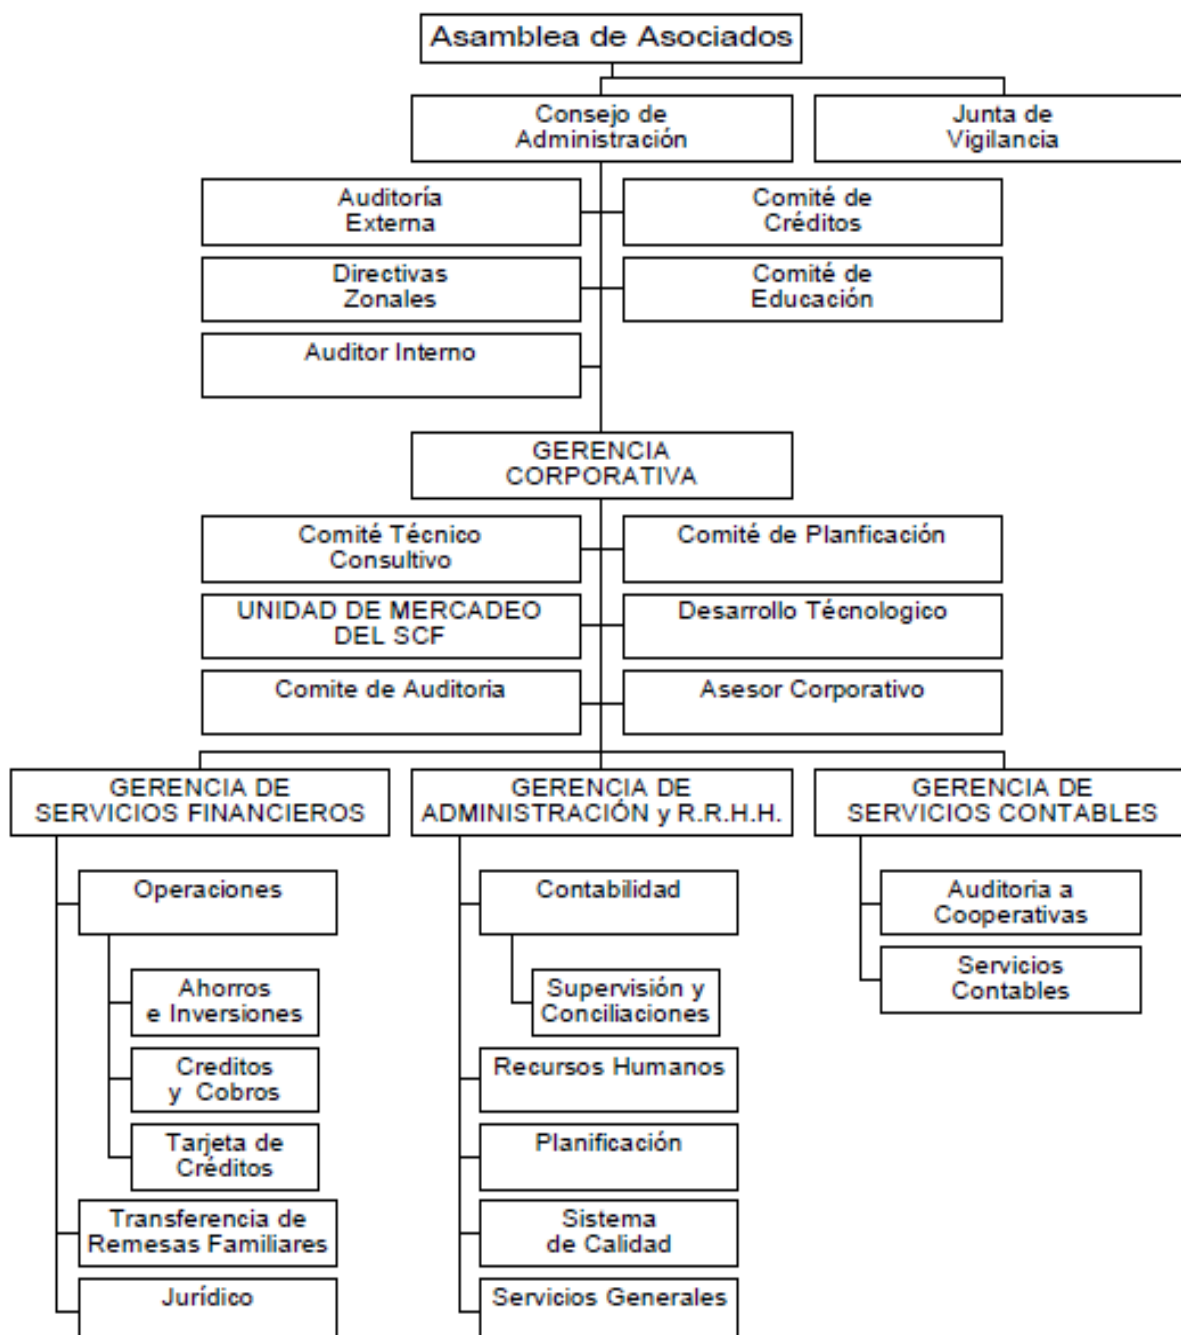 Asamblea de Asociados
Consejo de
Administración
Junta de
Vigilancia
Auditoría
Externa
Comité de
Créditos
Directivas
Zonales
Comité de
Educación
Auditor Interno
GERENCIA
CORPORATIVA
Comité Técnico
Consultivo
Comité de Planficación
UNIDAD DE MERCADEO
DEL SCF
Desarrollo Técnologico
Comite de Auditoria
Asesor Corporativo
GERENCIA DE
SERVICIOS FINANCIEROS
GERENCIA DE
ADMINISTRACIÓN y R.R.H.H.
GERENCIA DE
SERVICIOS CONTABLES
Operaciones
Ahorros
e Inversiones
Creditos
y Cobros
Tarjeta de
Créditos
Transferencia de
Remesas Familiares
Jurídico
Contabilidad
Supervisión y
Conciliaciones
Recursos Humanos
Planificación
Sistema
de Calidad
Servicios Generales
Auditoria a
Cooperativas
Servicios
Contables